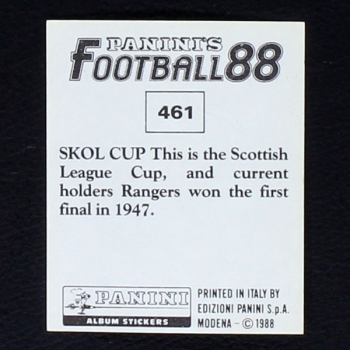 PANINI'S
FOOTBALL 88
461
SKOL CUP This is the Scottish
League Cup, and current
holders Rangers won the first
final in 1947.
PANINI
ALBUM STICKERS
PRINTED IN ITALY BY
EDIZIONI PANINI S.p.A.
MODENA - © 1988